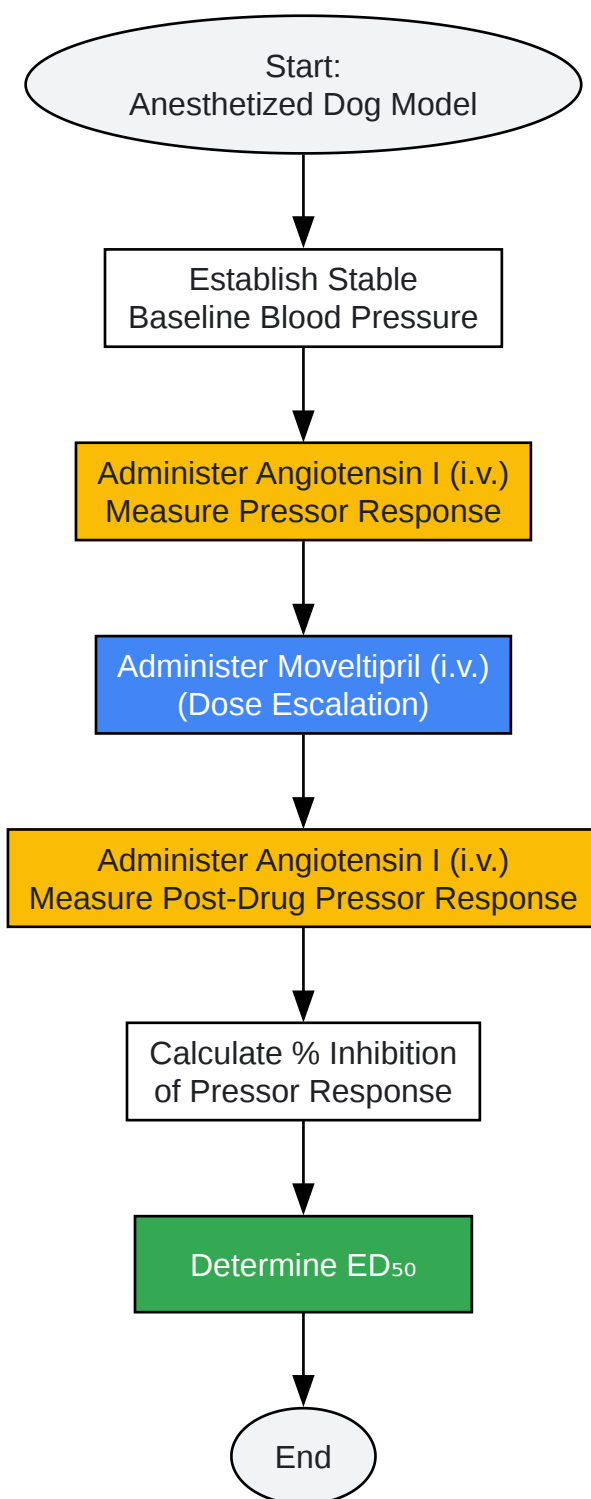 Start:
Anesthetized Dog Model
Establish Stable
Baseline Blood Pressure
Administer Angiotensin I (i.v.)
Measure Pressor Response
Administer Moveltipril (i.v.)
(Dose Escalation)
Administer Angiotensin I (i.v.)
Measure Post-Drug Pressor Response
Calculate % Inhibition
of Pressor Response
Determine ED₅₀
End